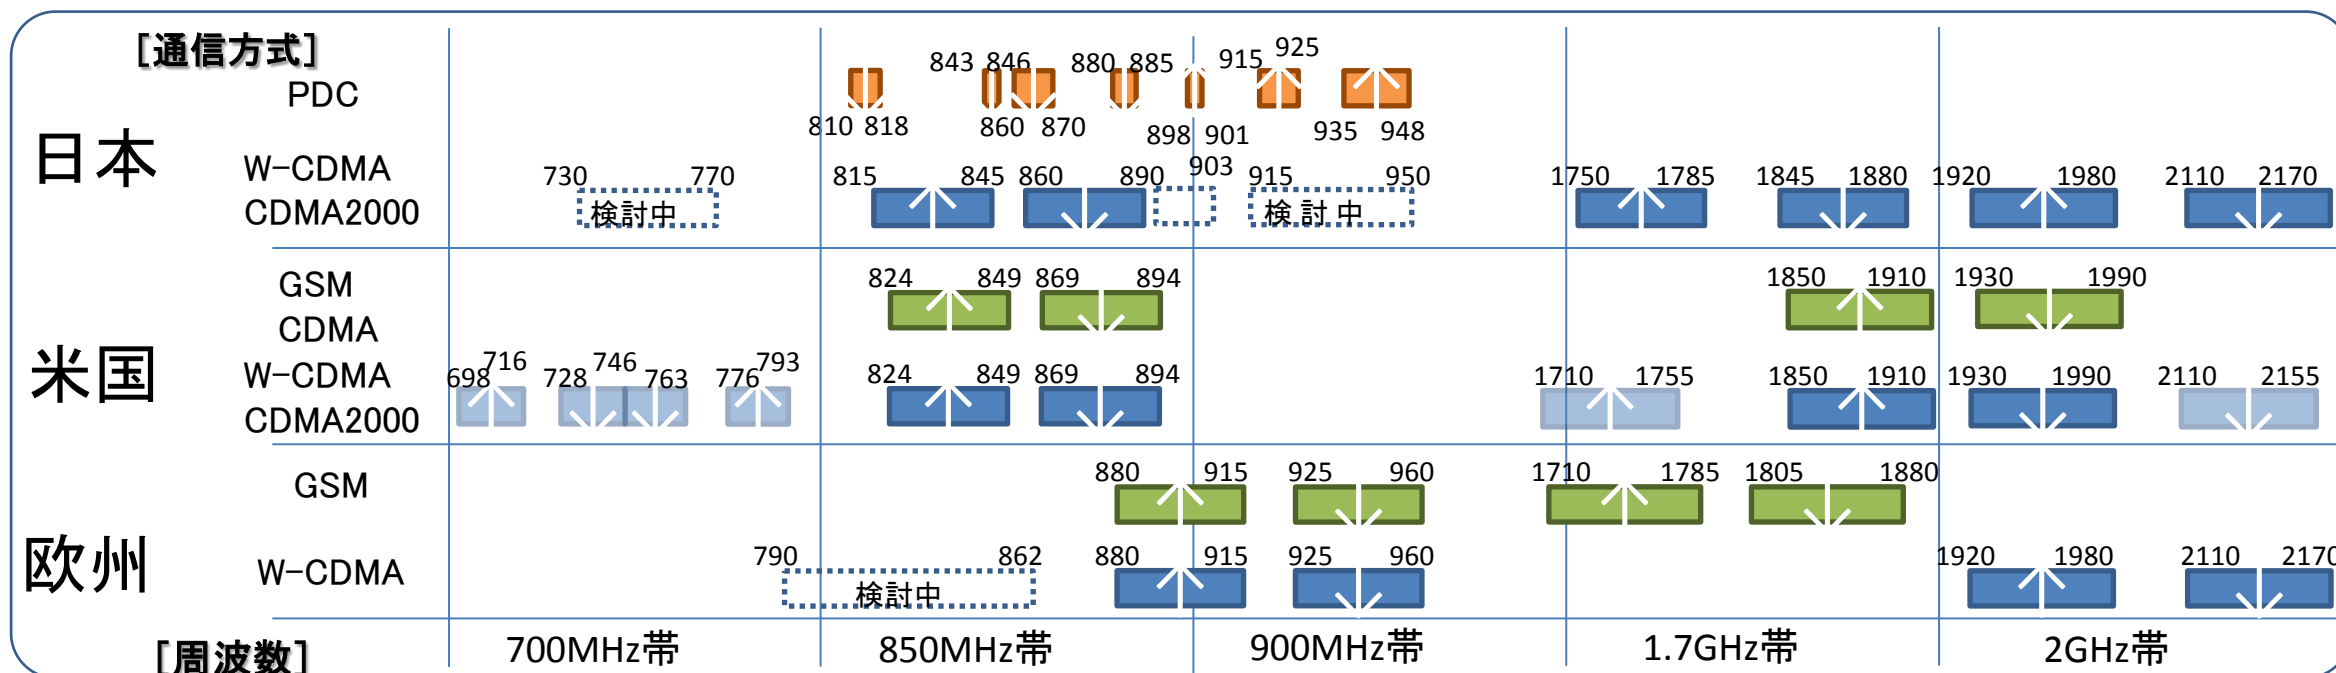 [通信方式]
日本
PDC
843 846 880 885 915 925
810 818 860 870 898 901 935 948
W-CDMA
CDMA2000
730 770 815 845 860 890 903 915 950 1750 1785 1845 1880 1920 1980 2110 2170
検討中 検討中
米国
GSM
CDMA
824 849 869 894 1850 1910 1930 1990
W-CDMA
CDMA2000
698 716 728 746 763 776 793 824 849 869 894 1710 1755 1850 1910 1930 1990 2110 2155
欧州
GSM
880 915 925 960 1710 1785 1805 1880
W-CDMA
790 862 880 915 925 960 1920 1980 2110 2170
検討中
[周波数]
700MHz帯 850MHz帯 900MHz帯 1.7GHz帯 2GHz帯